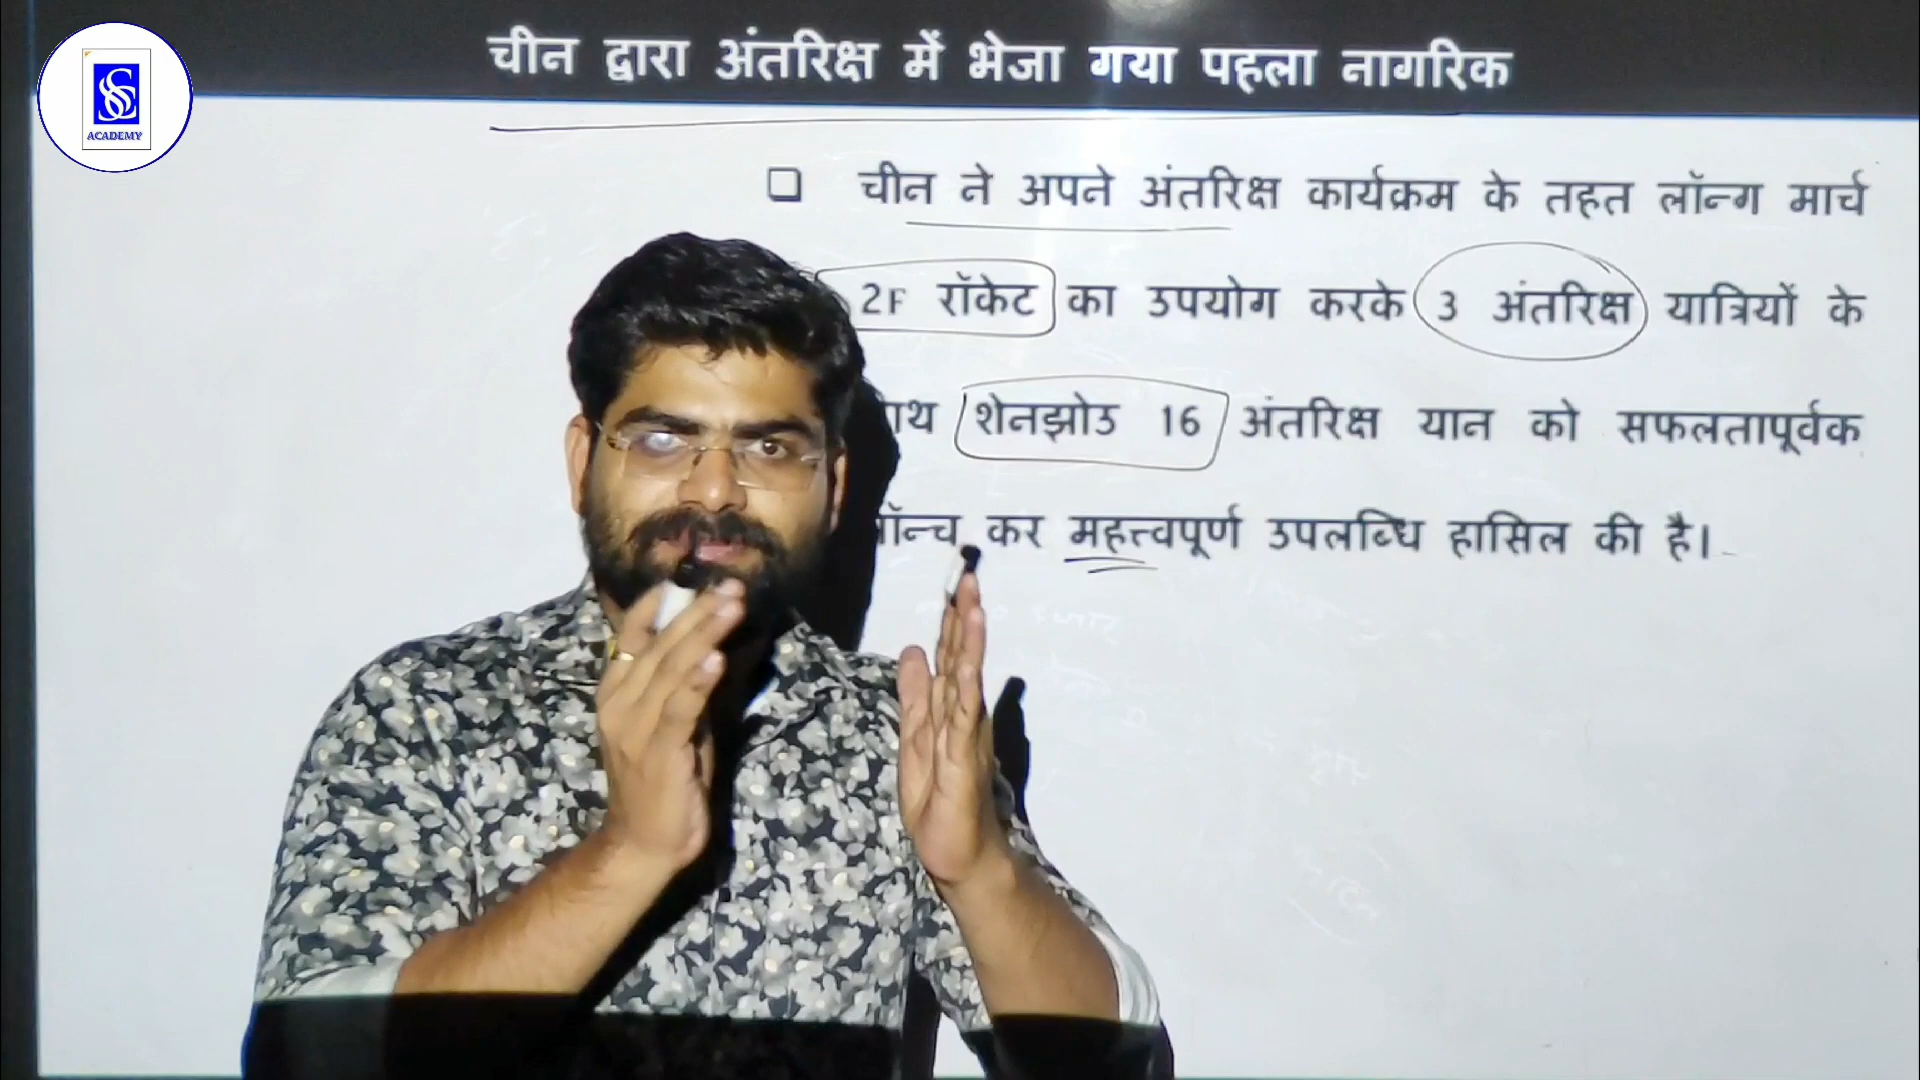 चीन द्वारा अंतरिक्ष में भेजा गया पहला नागरिक
ACADEMY
❑ चीन ने अपने अंतरिक्ष कार्यक्रम के तहत लॉन्ग मार्च
2F रॉकेट का उपयोग करके 3 अंतरिक्ष यात्रियों के
शेनझोउ 16 अंतरिक्ष यान को सफलतापूर्वक
कर महत्त्वपूर्ण उपलब्धि हासिल की है।